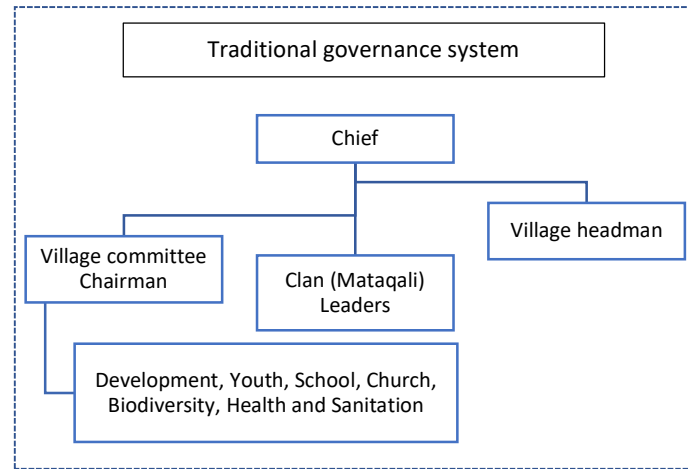 Traditional governance system
Chief
Village headman
Village committee
Chairman
Clan (Mataqali)
Leaders
Development, Youth, School, Church,
Biodiversity, Health and Sanitation